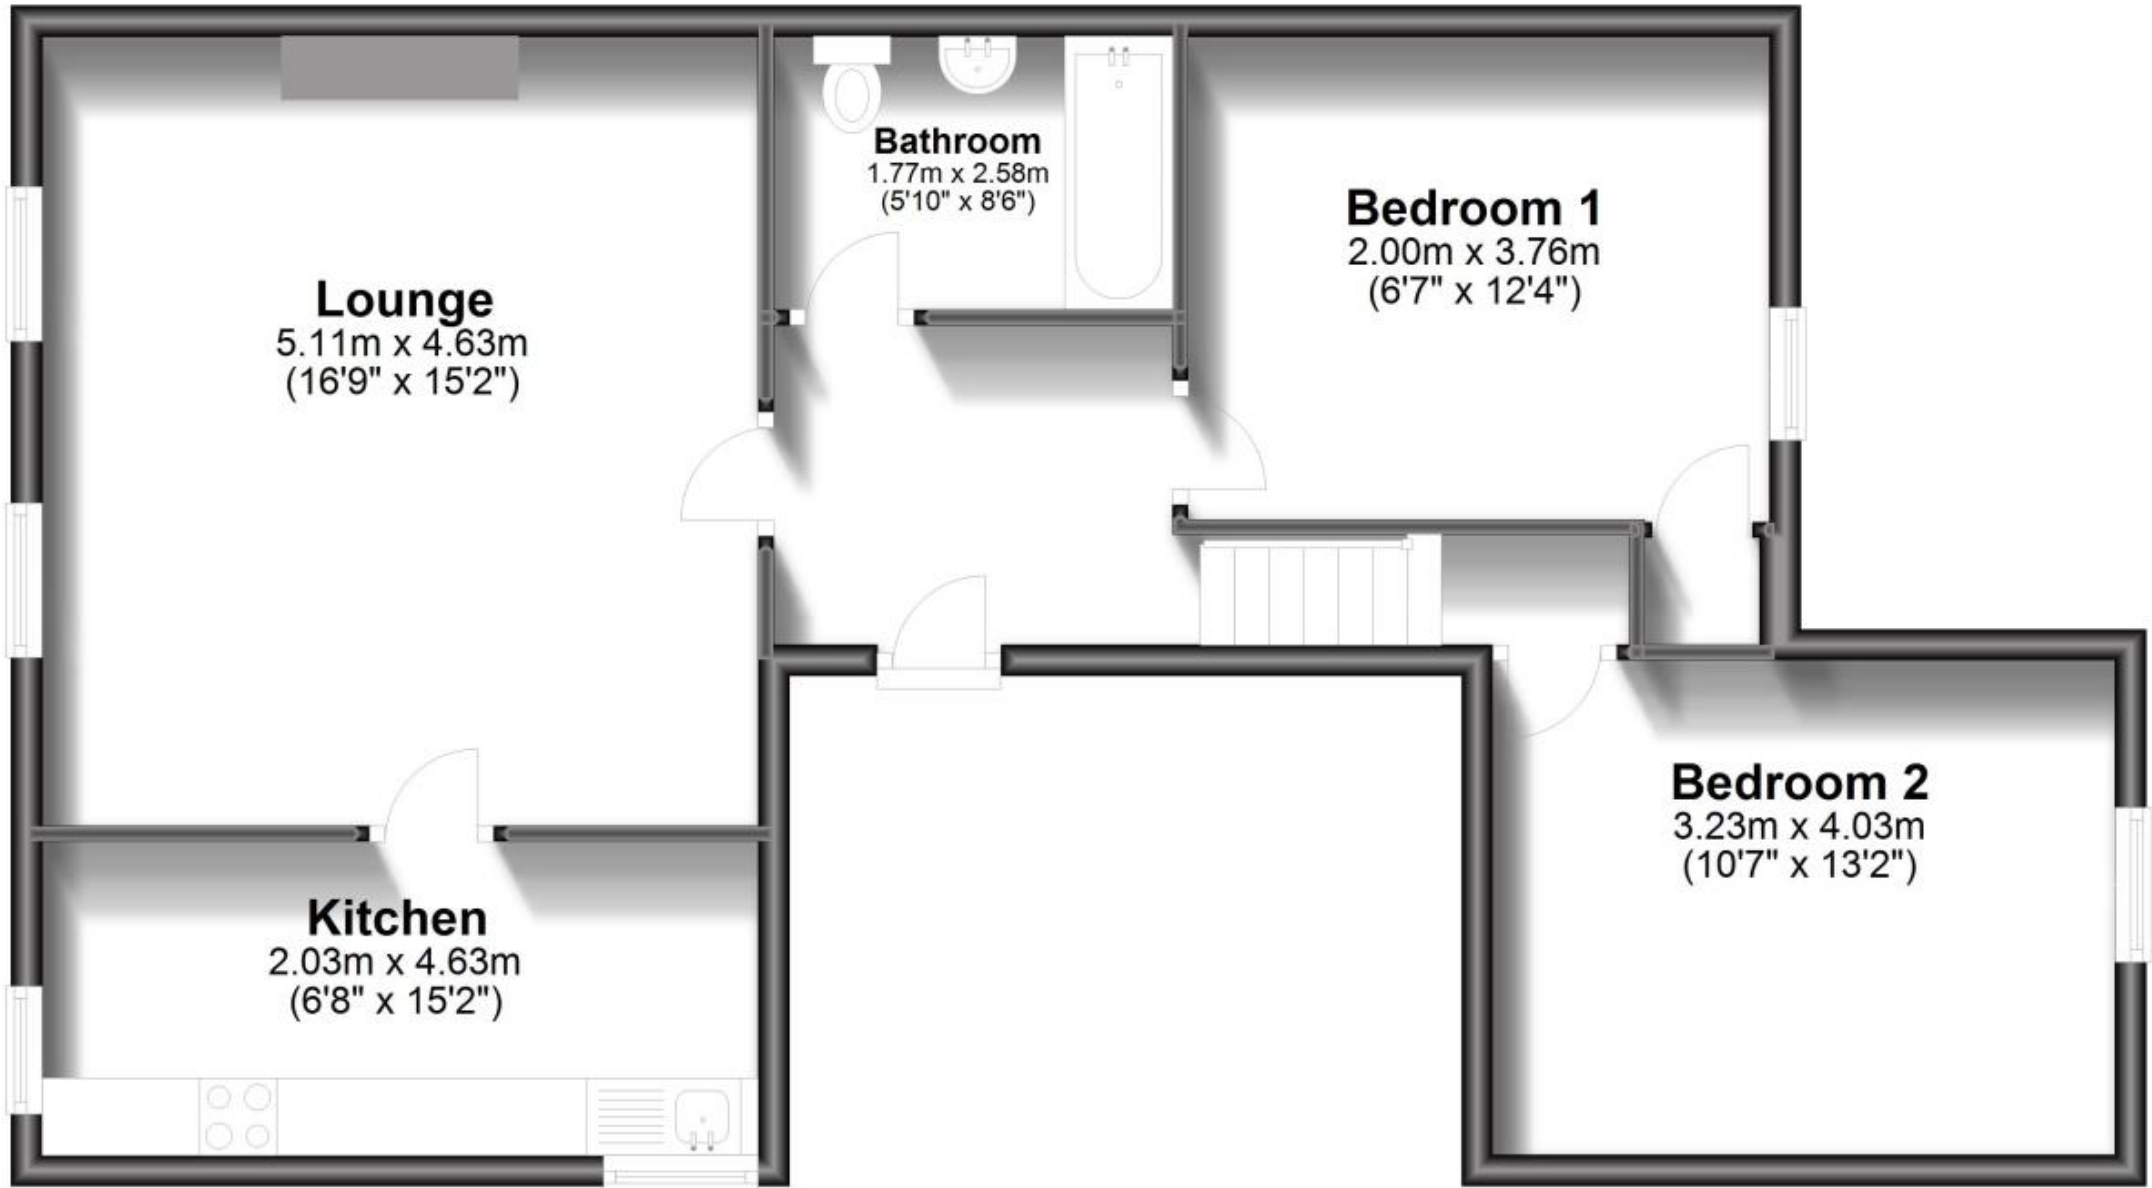 Bathroom
1.77m x 2.58m
(5'10" x 8'6")
Bedroom 1
2.00m x 3.76m
(6'7" x 12'4")
Lounge
5.11m x 4.63m
(16'9" x 15'2")
Bedroom 2
3.23m x 4.03m
(10'7" x 13'2")
Kitchen
2.03m x 4.63m
(6'8" x 15'2")